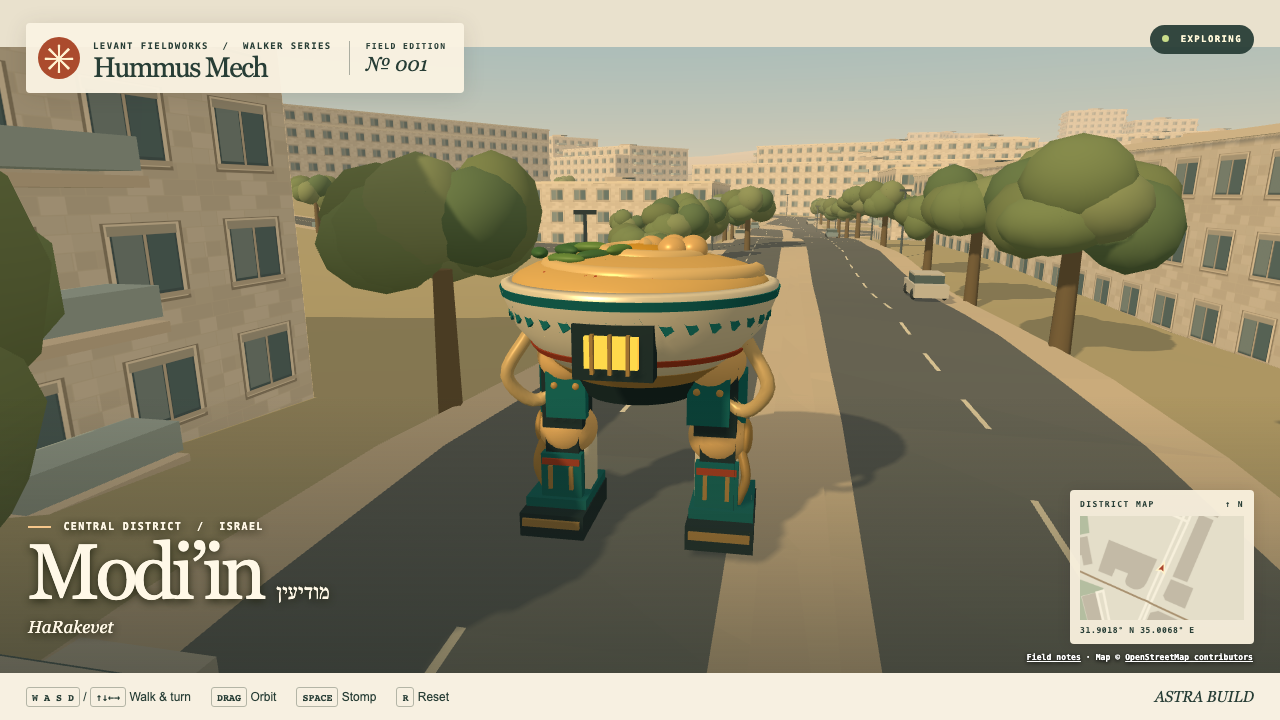 LEVANT FIELDWORKS / WALKER SERIES
Hummus Mech
FIELD EDITION
Nº 001
EXPLORING
CENTRAL DISTRICT / ISRAEL
Modi’in מודיעין
HaRakevet
DISTRICT MAP ↑ N
31.9018° N 35.0068° E
Field notes · Map © OpenStreetMap contributors
W A S D / ↑↓←→ Walk & turn DRAG Orbit SPACE Stomp R Reset
ASTRA BUILD